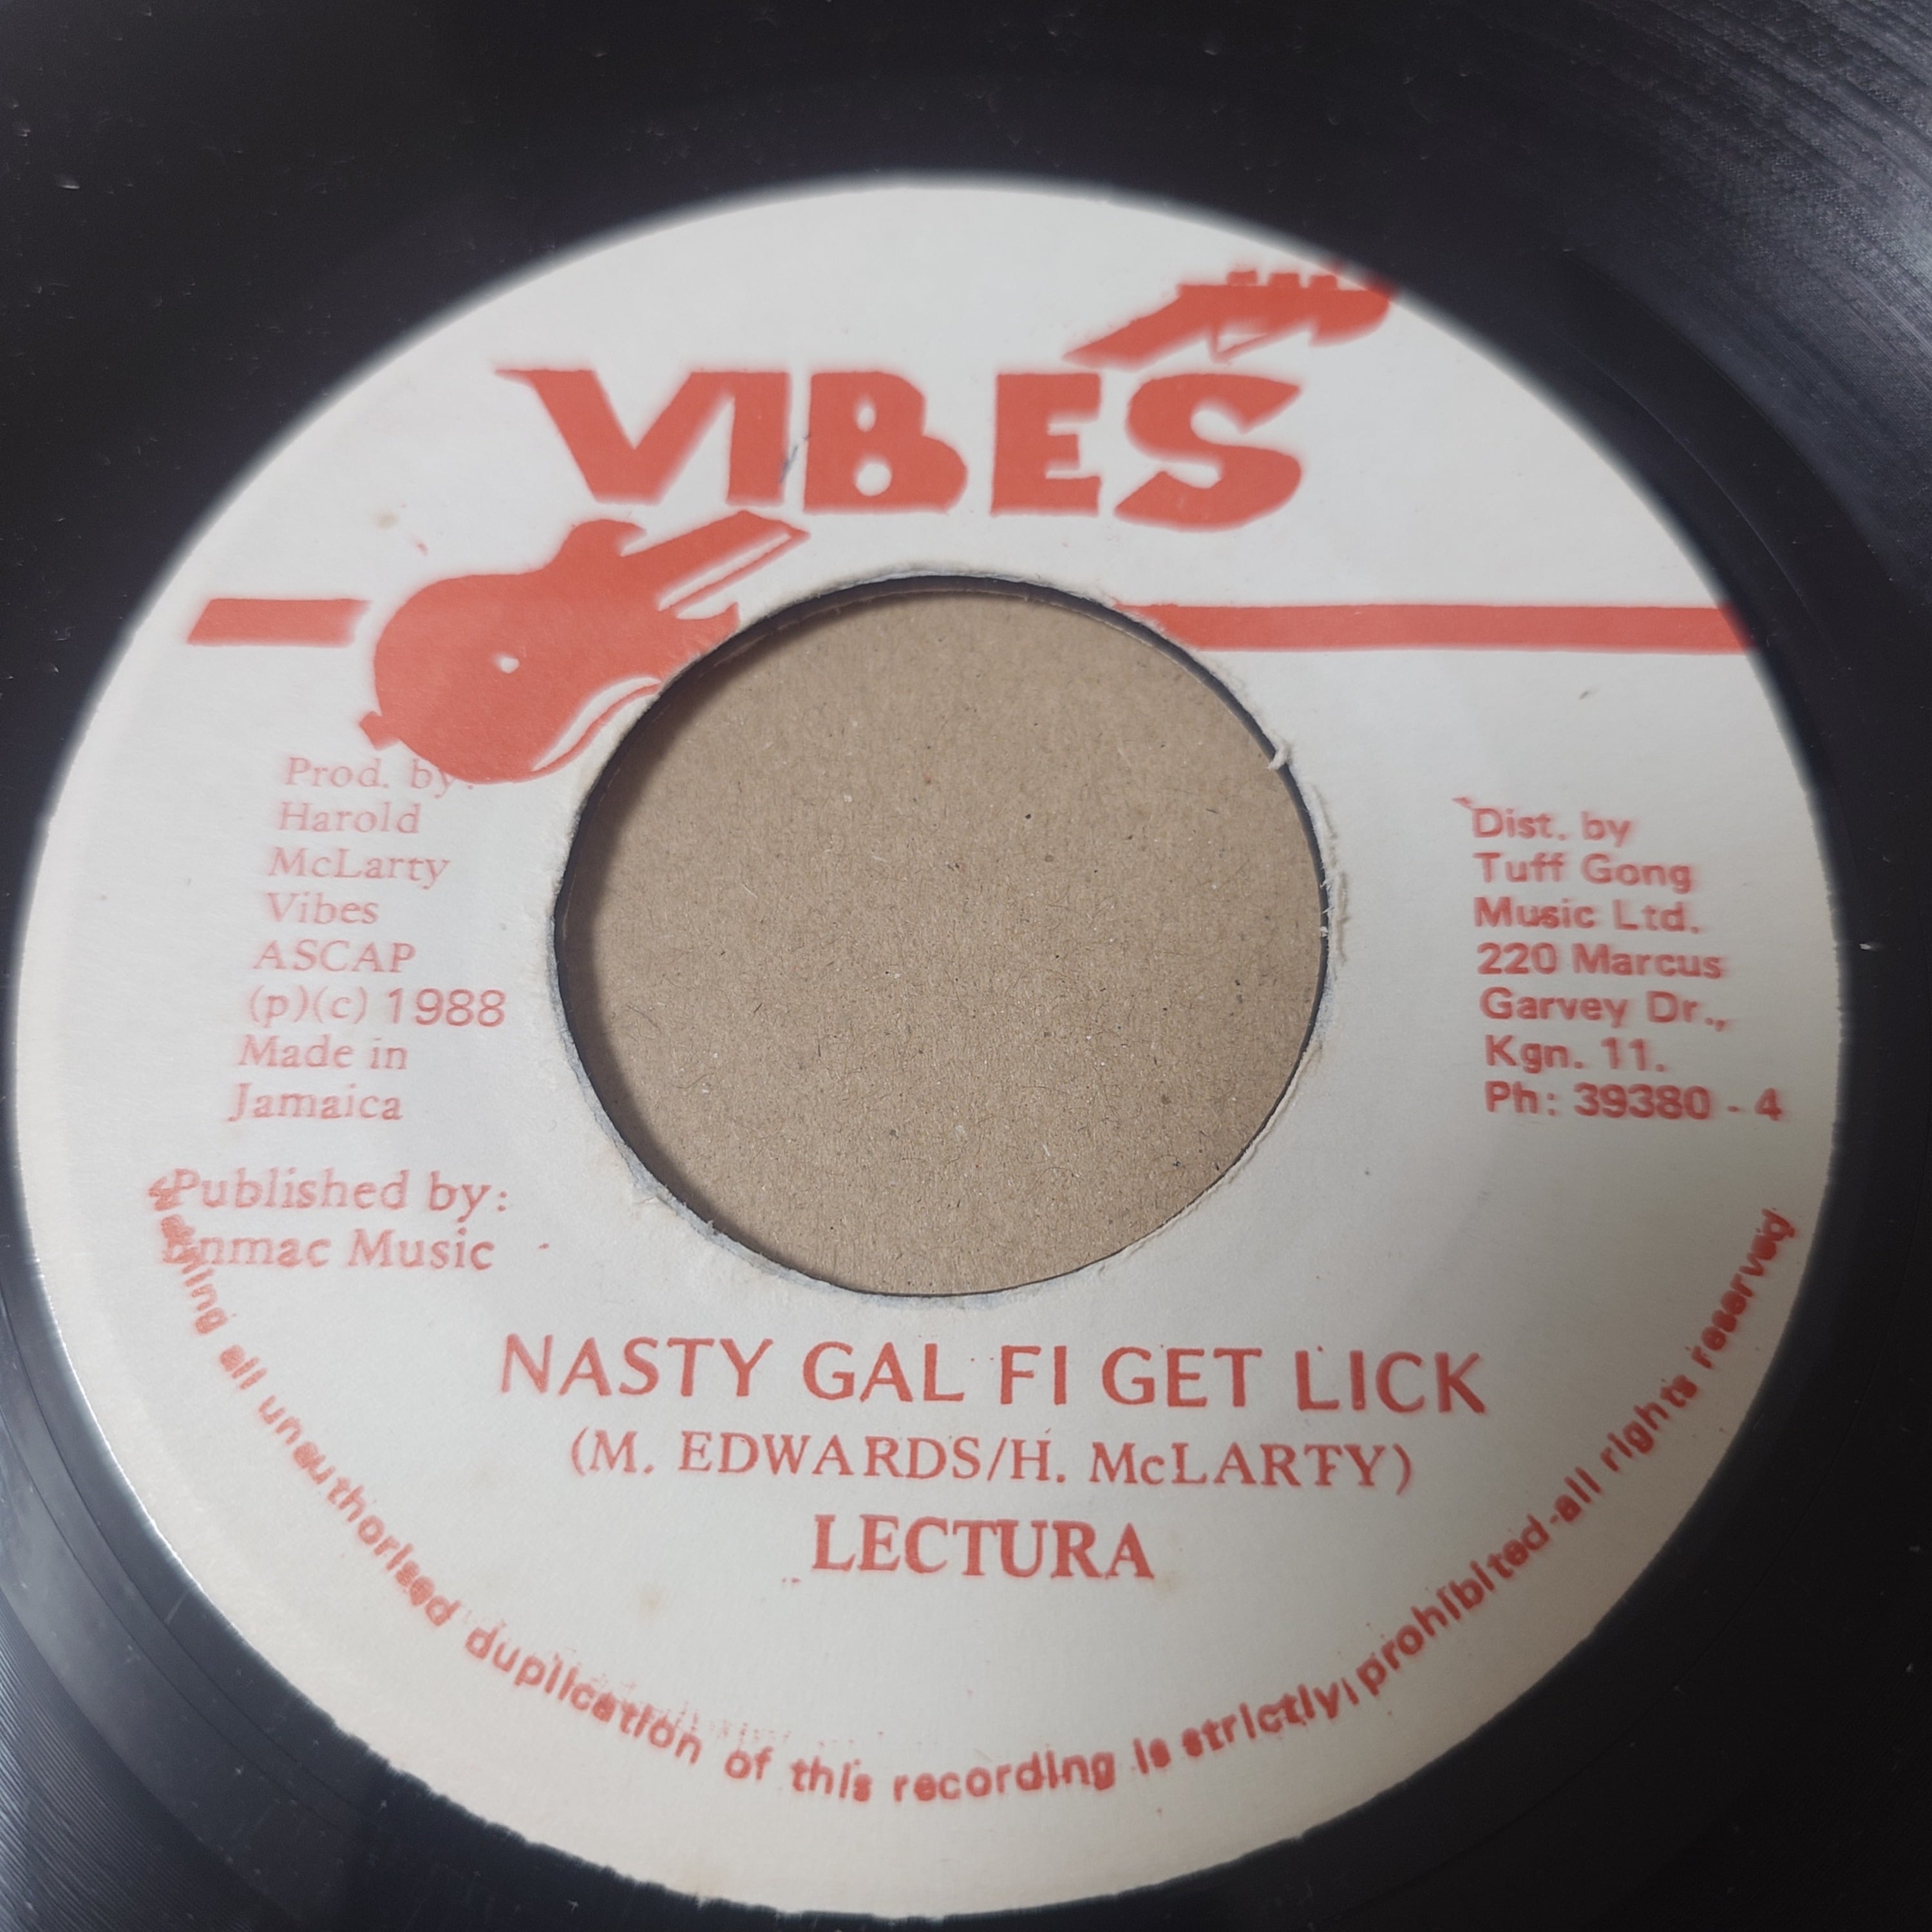 VIBES
Prod. by:
Harold
McLarty
Vibes
ASCAP
(p)(c) 1988
Made in
Jamaica
Published by:
Music
Dist. by
Tuff Gong
Music Ltd.
220 Marcus
Garvey Dr.,
Kgn. 11.
Ph: 39380 - 4
NASTY GAL FI GET LICK
(M. EDWARDS/H. McLARTY)
LECTURA
all unauthorised duplication of this recording is strictly prohibited-all rights reserved